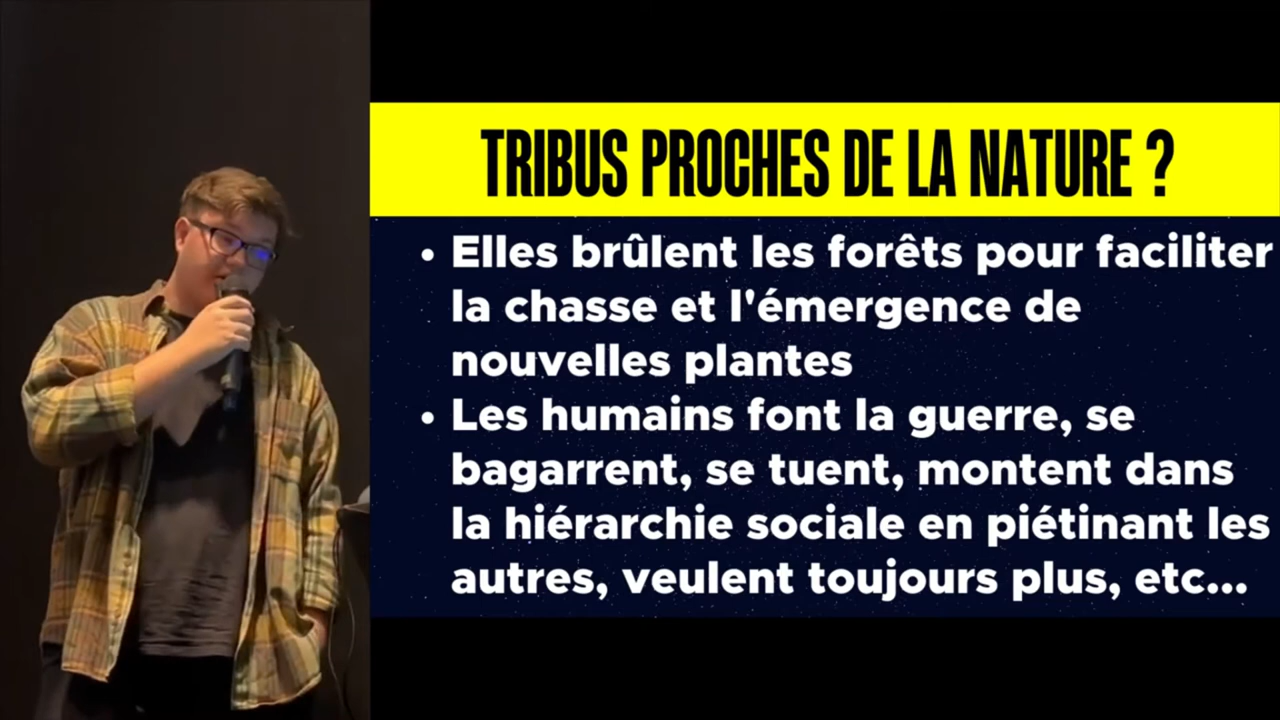 TRIBUS PROCHES DE LA NATURE ?
• Elles brûlent les forêts pour faciliter
la chasse et l'émergence de
nouvelles plantes
• Les humains font la guerre, se
bagarrent, se tuent, montent dans
la hiérarchie sociale en piétinant les
autres, veulent toujours plus, etc...